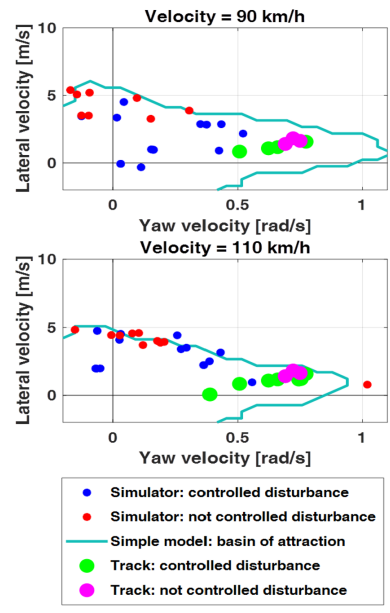 Velocity = 90 km/h
Lateral velocity [m/s]
10
5
0
0
0.5
1
Yaw velocity [rad/s]
Velocity = 110 km/h
Lateral velocity [m/s]
10
5
0
0
0.5
1
Yaw velocity [rad/s]
Simulator: controlled disturbance
Simulator: not controlled disturbance
Simple model: basin of attraction
Track: controlled disturbance
Track: not controlled disturbance